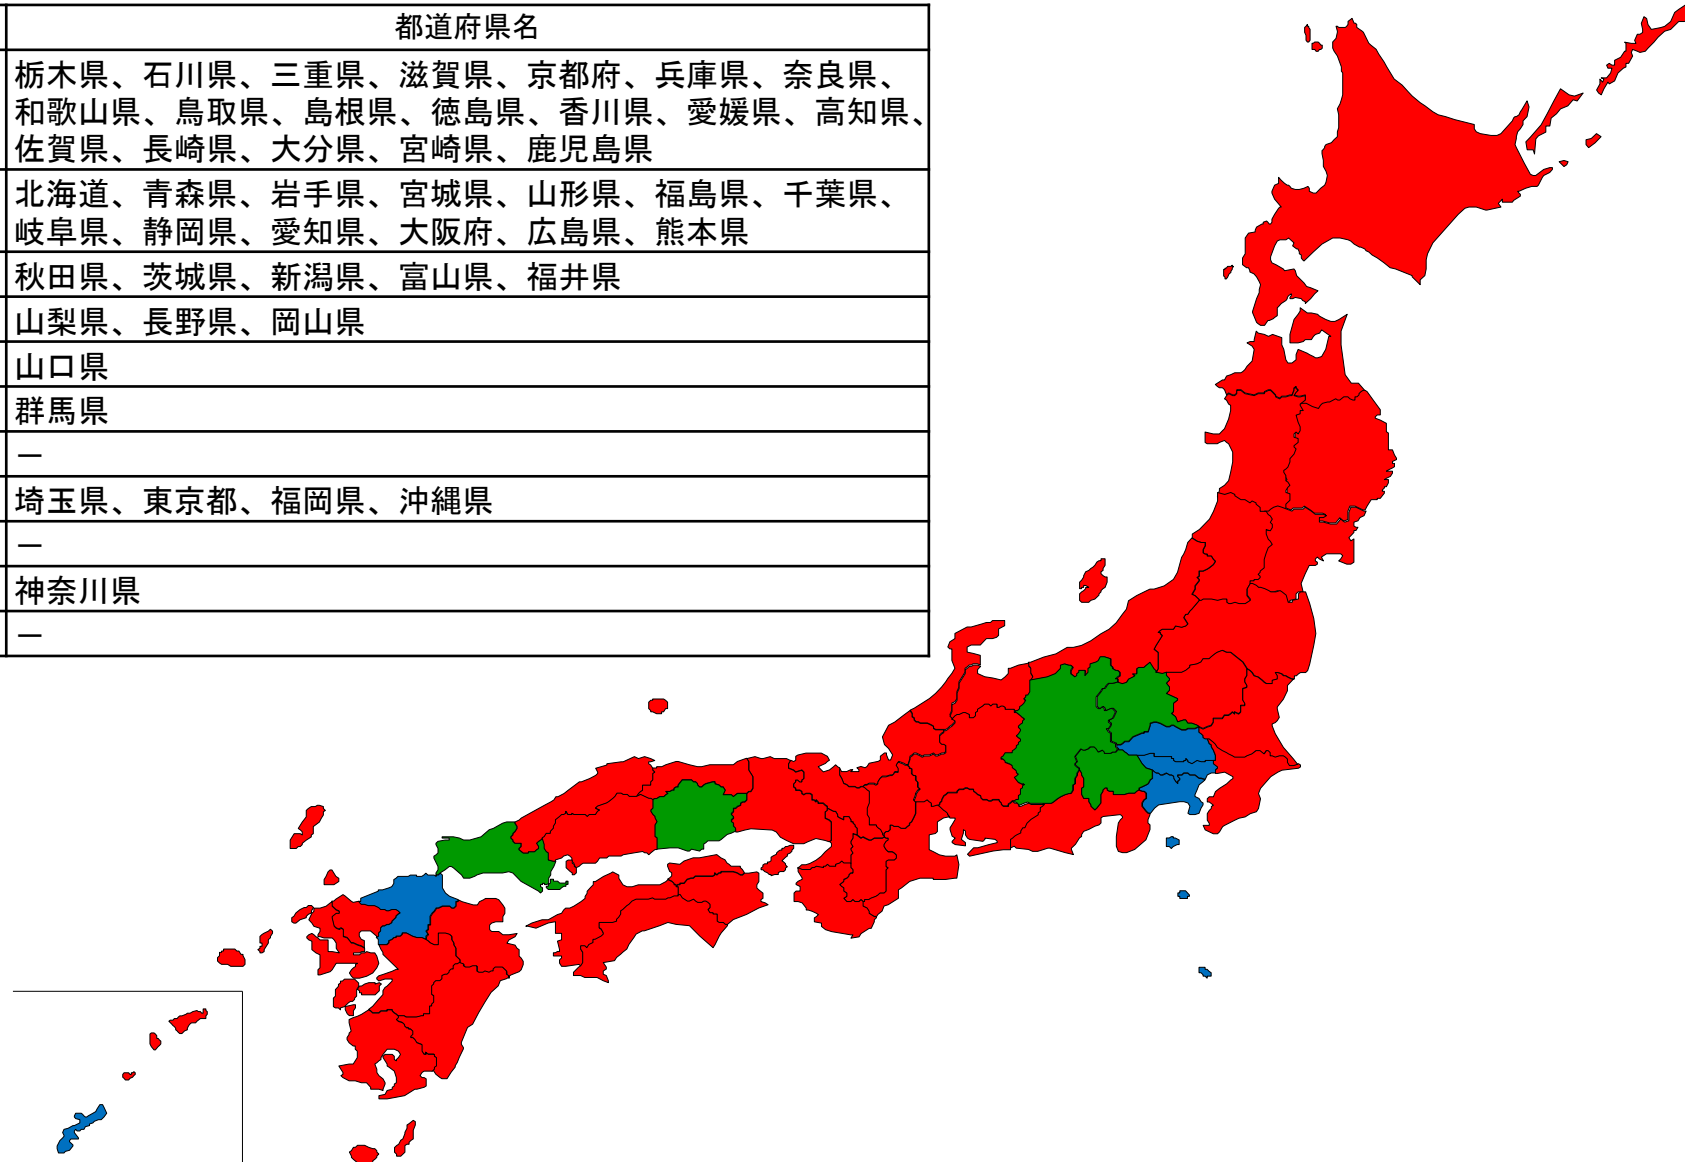 都道府県名
栃木県、石川県、三重県、滋賀県、京都府、兵庫県、奈良県、
和歌山県、鳥取県、島根県、徳島県、香川県、愛媛県、高知県、
佐賀県、長崎県、大分県、宮崎県、鹿児島県
北海道、青森県、岩手県、宮城県、山形県、福島県、千葉県、
岐阜県、静岡県、愛知県、大阪府、広島県、熊本県
秋田県、茨城県、新潟県、富山県、福井県
山梨県、長野県、岡山県
山口県
群馬県
－
埼玉県、東京都、福岡県、沖縄県
－
神奈川県
－